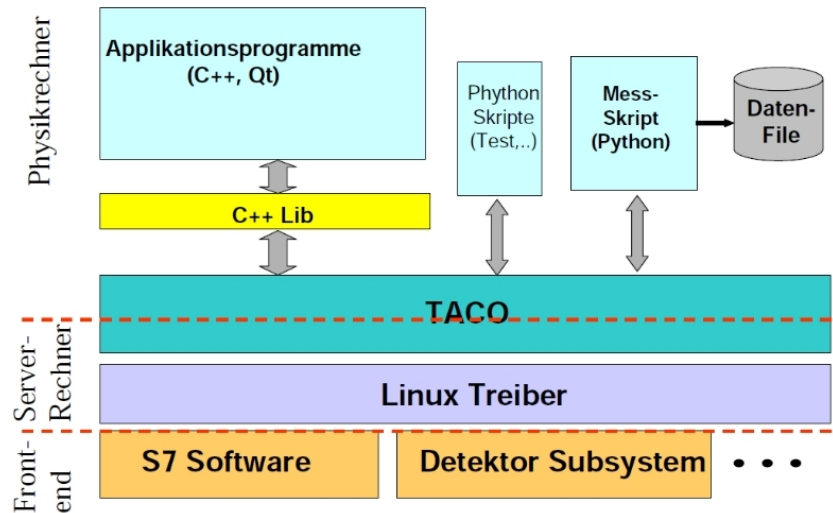 Physikrechner
Applikationsprogramme
(C++, Qt)
Phython
Skripte
(Test,..)
Mess-
Skript
(Python)
Daten-
File
C++ Lib
TACO
Server-
Rechner
Linux Treiber
Front-
end
S7 Software
Detektor Subsystem
• • •